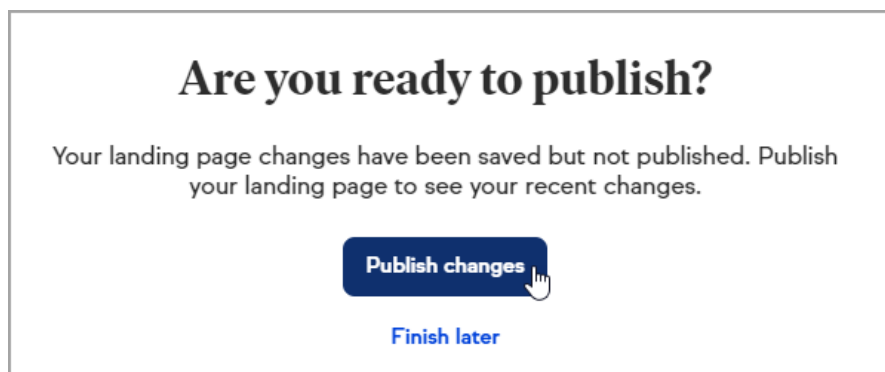 Are you ready to publish?
Your landing page changes have been saved but not published. Publish
your landing page to see your recent changes.
Publish changes
Finish later